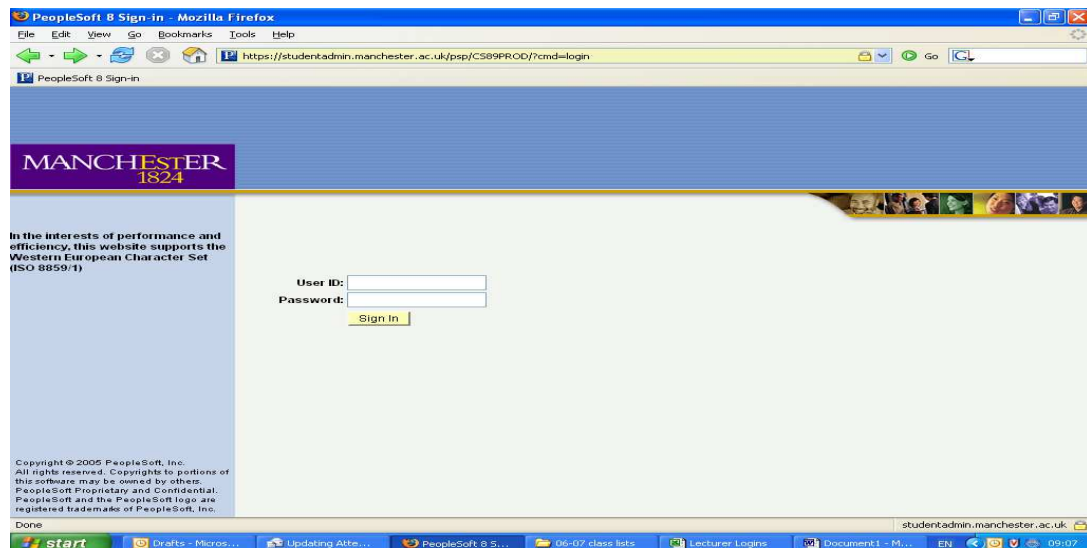 PeopleSoft 8 Sign-in - Mozilla Firefox
File Edit View Go Bookmarks Tools Help
https://studentadmin.manchester.ac.uk/psp/CS89PROD/?cmd=login Go
PeopleSoft 8 Sign-in
MANCHESTER
1824
In the interests of performance and
efficiency, this website supports the
Western European Character Set
(ISO 8859/1)
User ID:
Password:
Sign In
Copyright © 2005 PeopleSoft, Inc.
All rights reserved. Copyrights to portions of
this software may be owned by others.
PeopleSoft Proprietary and Confidential.
PeopleSoft and the PeopleSoft logo are
registered trademaks of PeopleSoft, Inc.
Done studentadmin.manchester.ac.uk
start Drafts - Micros... Updating Atte... PeopleSoft 8 S... 06-07 class lists Lecturer Logins Document1 - M... EN 09:07